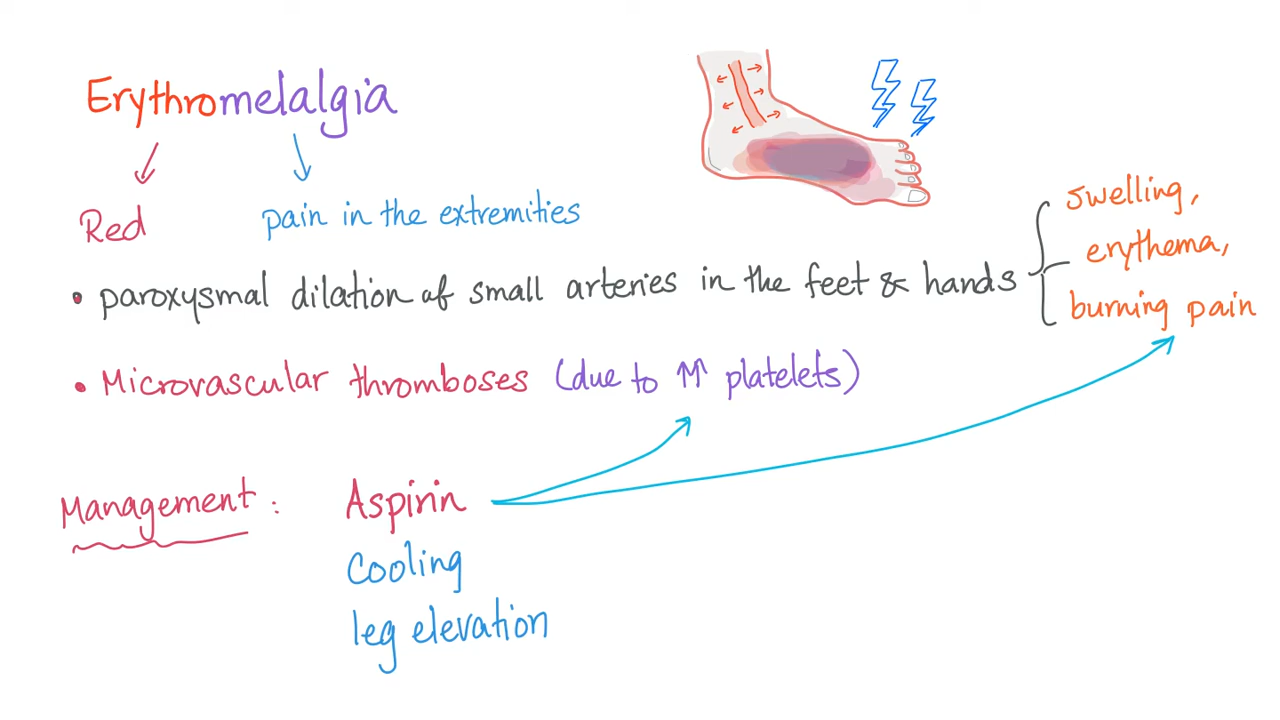 Erythromelalgia
Red
pain in the extremities
• paroxysmal dilation of small arteries in the feet & hands
swelling,
erythema,
burning pain
• Microvascular thromboses (due to ↑↑ platelets)
Management :
Aspirin
Cooling
leg elevation